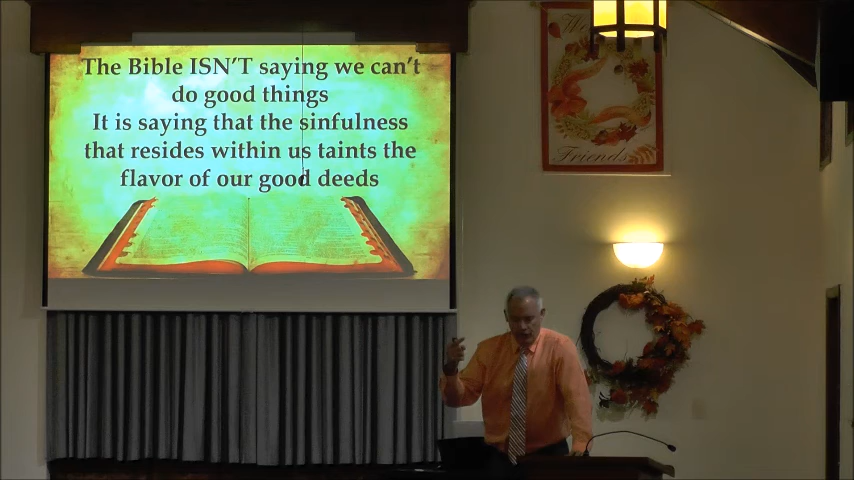 The Bible ISN'T saying we can't
do good things
It is saying that the sinfulness
that resides within us taints the
flavor of our good deeds
Friends